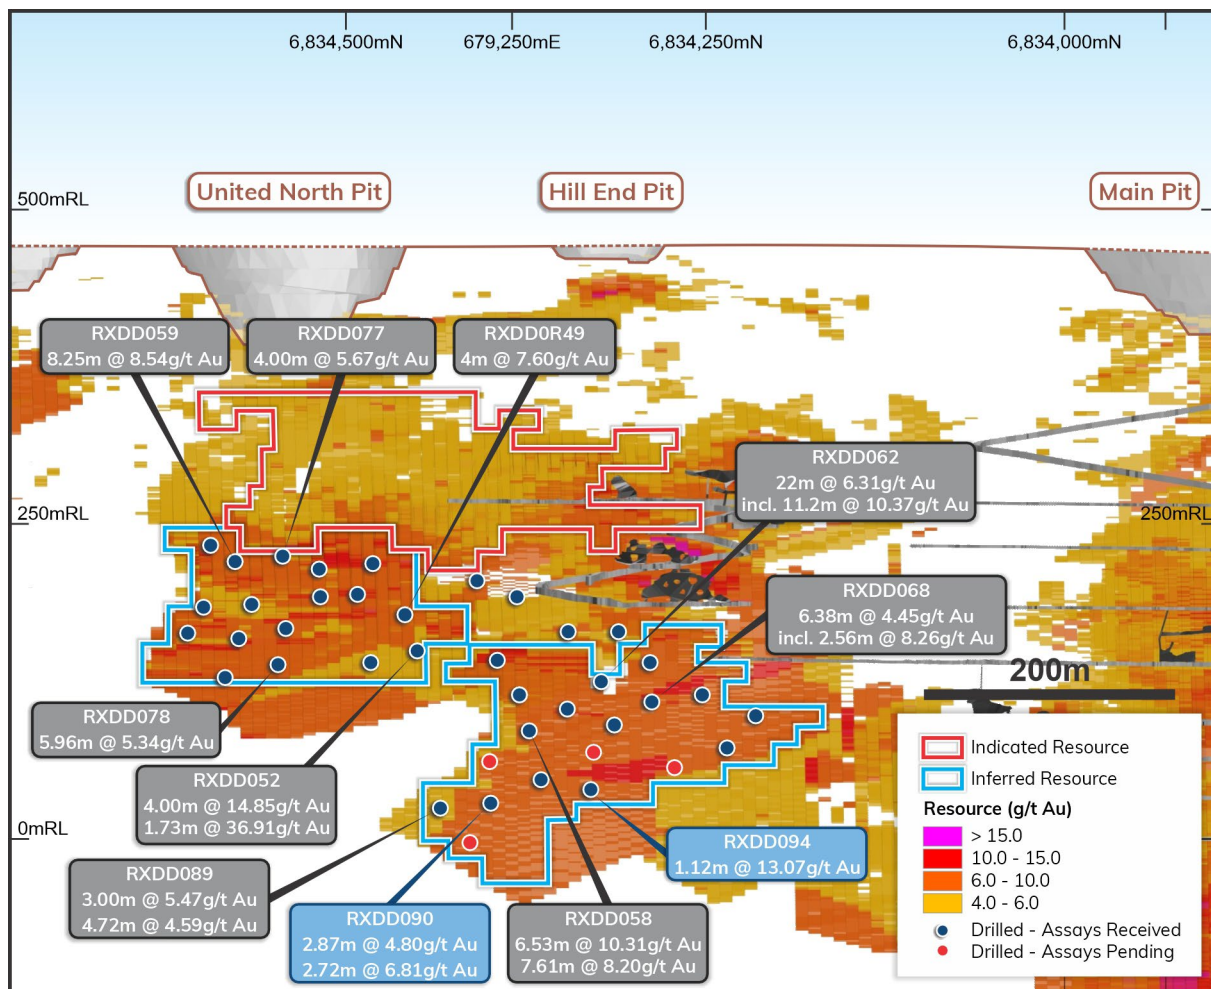 6,834,500mN
679,250mE
6,834,250mN
6,834,000mN
500mRL
United North Pit
Hill End Pit
Main Pit
RXDD059
8.25m @ 8.54g/t Au
RXDD077
4.00m @ 5.67g/t Au
RXDD0R49
4m @ 7.60g/t Au
RXDD062
22m @ 6.31g/t Au
incl. 11.2m @ 10.37g/t Au
250mRL
250mRL
RXDD068
6.38m @ 4.45g/t Au
incl. 2.56m @ 8.26g/t Au
200m
RXDD078
5.96m @ 5.34g/t Au
RXDD052
4.00m @ 14.85g/t Au
1.73m @ 36.91g/t Au
0mRL
RXDD094
1.12m @ 13.07g/t Au
RXDD089
3.00m @ 5.47g/t Au
4.72m @ 4.59g/t Au
RXDD090
2.87m @ 4.80g/t Au
2.72m @ 6.81g/t Au
RXDD058
6.53m @ 10.31g/t Au
7.61m @ 8.20g/t Au
Indicated Resource
Inferred Resource
Resource (g/t Au)
> 15.0
10.0 - 15.0
6.0 - 10.0
4.0 - 6.0
Drilled - Assays Received
Drilled - Assays Pending